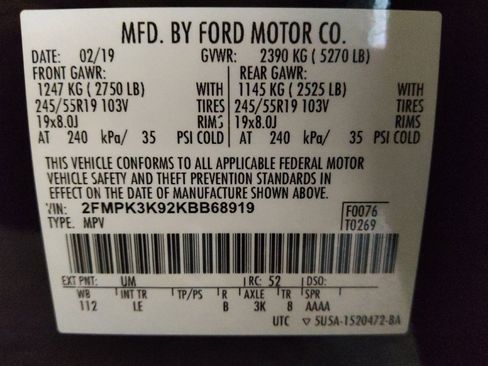 MFD. BY FORD MOTOR CO.
DATE: 02/19 GVWR: 2390 KG ( 5270 LB)
FRONT GAWR: REAR GAWR:
1247 KG ( 2750 LB) WITH 1145 KG ( 2525 LB) WITH
245/55R19 103V TIRES 245/55R19 103V TIRES
19x8.0J RIMS 19x8.0J RIMS
AT 240 kPa/ 35 PSI COLD AT 240 kPa/ 35 PSI COLD
THIS VEHICLE CONFORMS TO ALL APPLICABLE FEDERAL MOTOR
VEHICLE SAFETY AND THEFT PREVENTION STANDARDS IN
EFFECT ON THE DATE OF MANUFACTURE SHOWN ABOVE.
VIN: 2FMPK3K92KBB68919 F0076
TYPE: MPV T0269
EXT PNT: UM RC: 52 DSO:
WB INT TR TP/PS R AXLE TR SPR
112 LE B 3K 8 AAAA
UTC ▽ 5U5A-1520472-BA